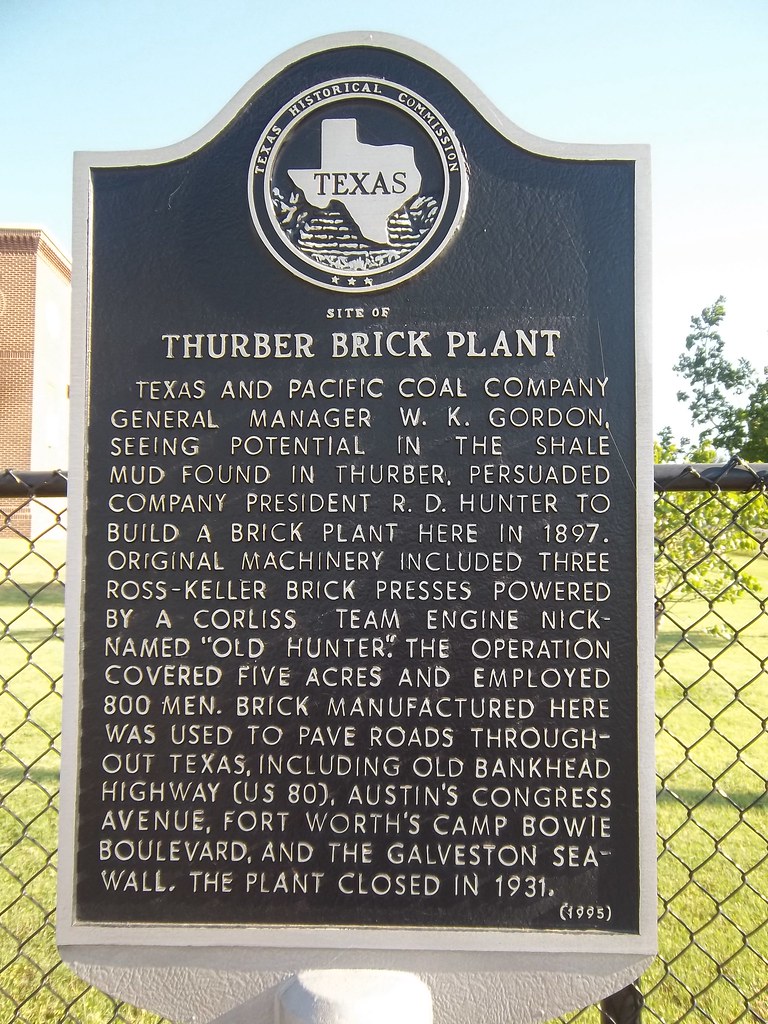 TEXAS HISTORICAL COMMISSION
TEXAS
SITE OF
THURBER BRICK PLANT
TEXAS AND PACIFIC COAL COMPANY
GENERAL MANAGER W. K. GORDON,
SEEING POTENTIAL IN THE SHALE
MUD FOUND IN THURBER, PERSUADED
COMPANY PRESIDENT R. D. HUNTER TO
BUILD A BRICK PLANT HERE IN 1897.
ORIGINAL MACHINERY INCLUDED THREE
ROSS-KELLER BRICK PRESSES POWERED
BY A CORLISS TEAM ENGINE NICK-
NAMED "OLD HUNTER." THE OPERATION
COVERED FIVE ACRES AND EMPLOYED
800 MEN. BRICK MANUFACTURED HERE
WAS USED TO PAVE ROADS THROUGH-
OUT TEXAS, INCLUDING OLD BANKHEAD
HIGHWAY (US 80), AUSTIN'S CONGRESS
AVENUE, FORT WORTH'S CAMP BOWIE
BOULEVARD, AND THE GALVESTON SEA-
WALL. THE PLANT CLOSED IN 1931.
(1995)